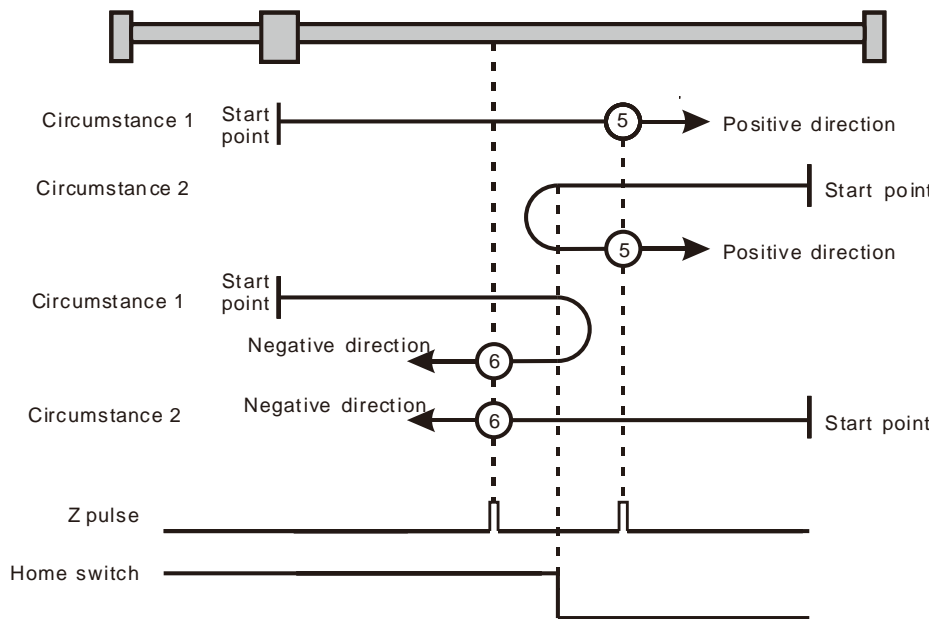 Circumstance 1
Start
point
5
Positive direction
Circumstance 2
Start point
5
Positive direction
Circumstance 1
Start
point
Negative direction
6
Circumstance 2
Negative direction
6
Start point
Z pulse
Home switch